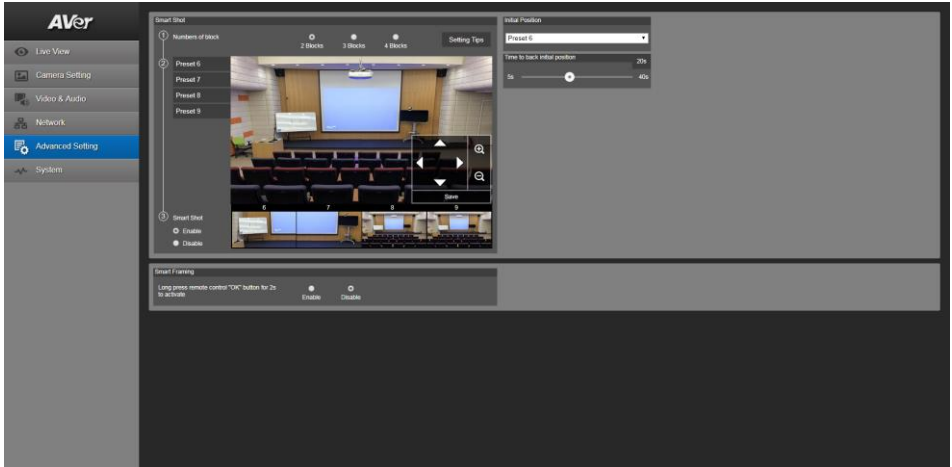 AVer
Live View
Camera Setting
Video & Audio
Network
Advanced Setting
System
Smart Shot
1 Numbers of block
2 Blocks 3 Blocks 4 Blocks
Setting Tips
2 Preset 6
Preset 7
Preset 8
Preset 9
Save
6 7 8 9
3 Smart Shot
Enable
Disable
Initial Position
Preset 6
Time to back initial position
20s
5s 40s
Smart Framing
Long press remote control "OK" button for 2s
to activate
Enable Disable